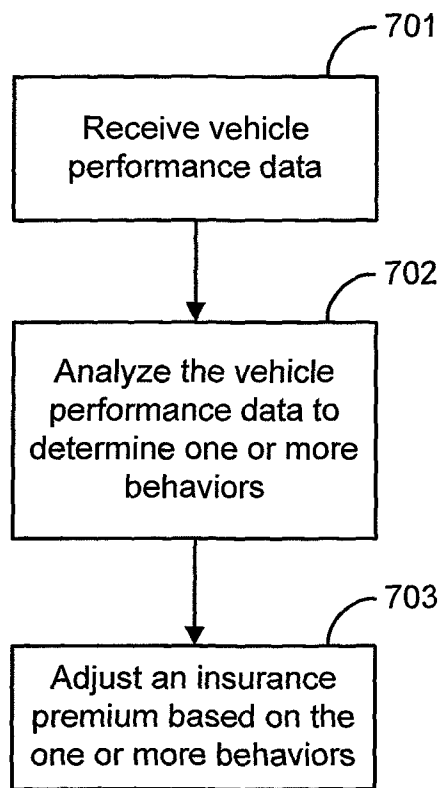 701
Receive vehicle
performance data
702
Analyze the vehicle
performance data to
determine one or more
behaviors
703
Adjust an insurance
premium based on the
one or more behaviors